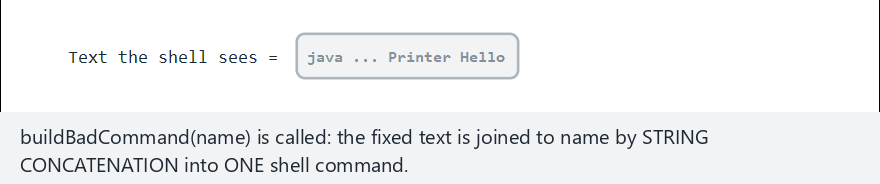 Text the shell sees = java ... Printer Hello
buildBadCommand(name) is called: the fixed text is joined to name by STRING
CONCATENATION into ONE shell command.